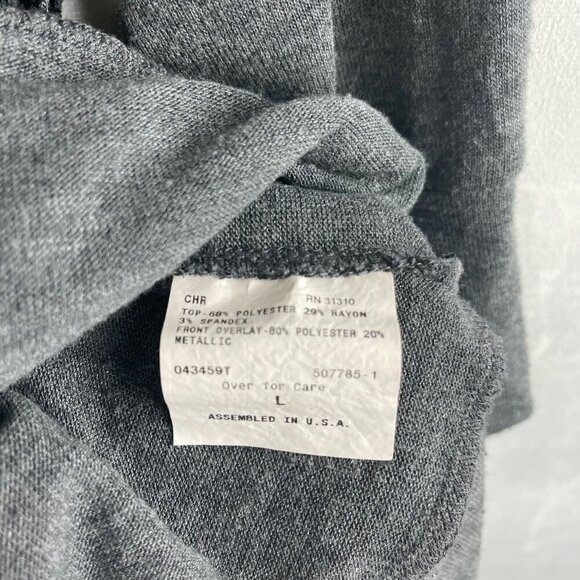 CHR RN 31310
TOP-68% POLYESTER 29% RAYON
3% SPANDEX
FRONT OVERLAY-80% POLYESTER 20%
METALLIC
043459T 507785-1
Over For Care
L
ASSEMBLED IN U.S.A.